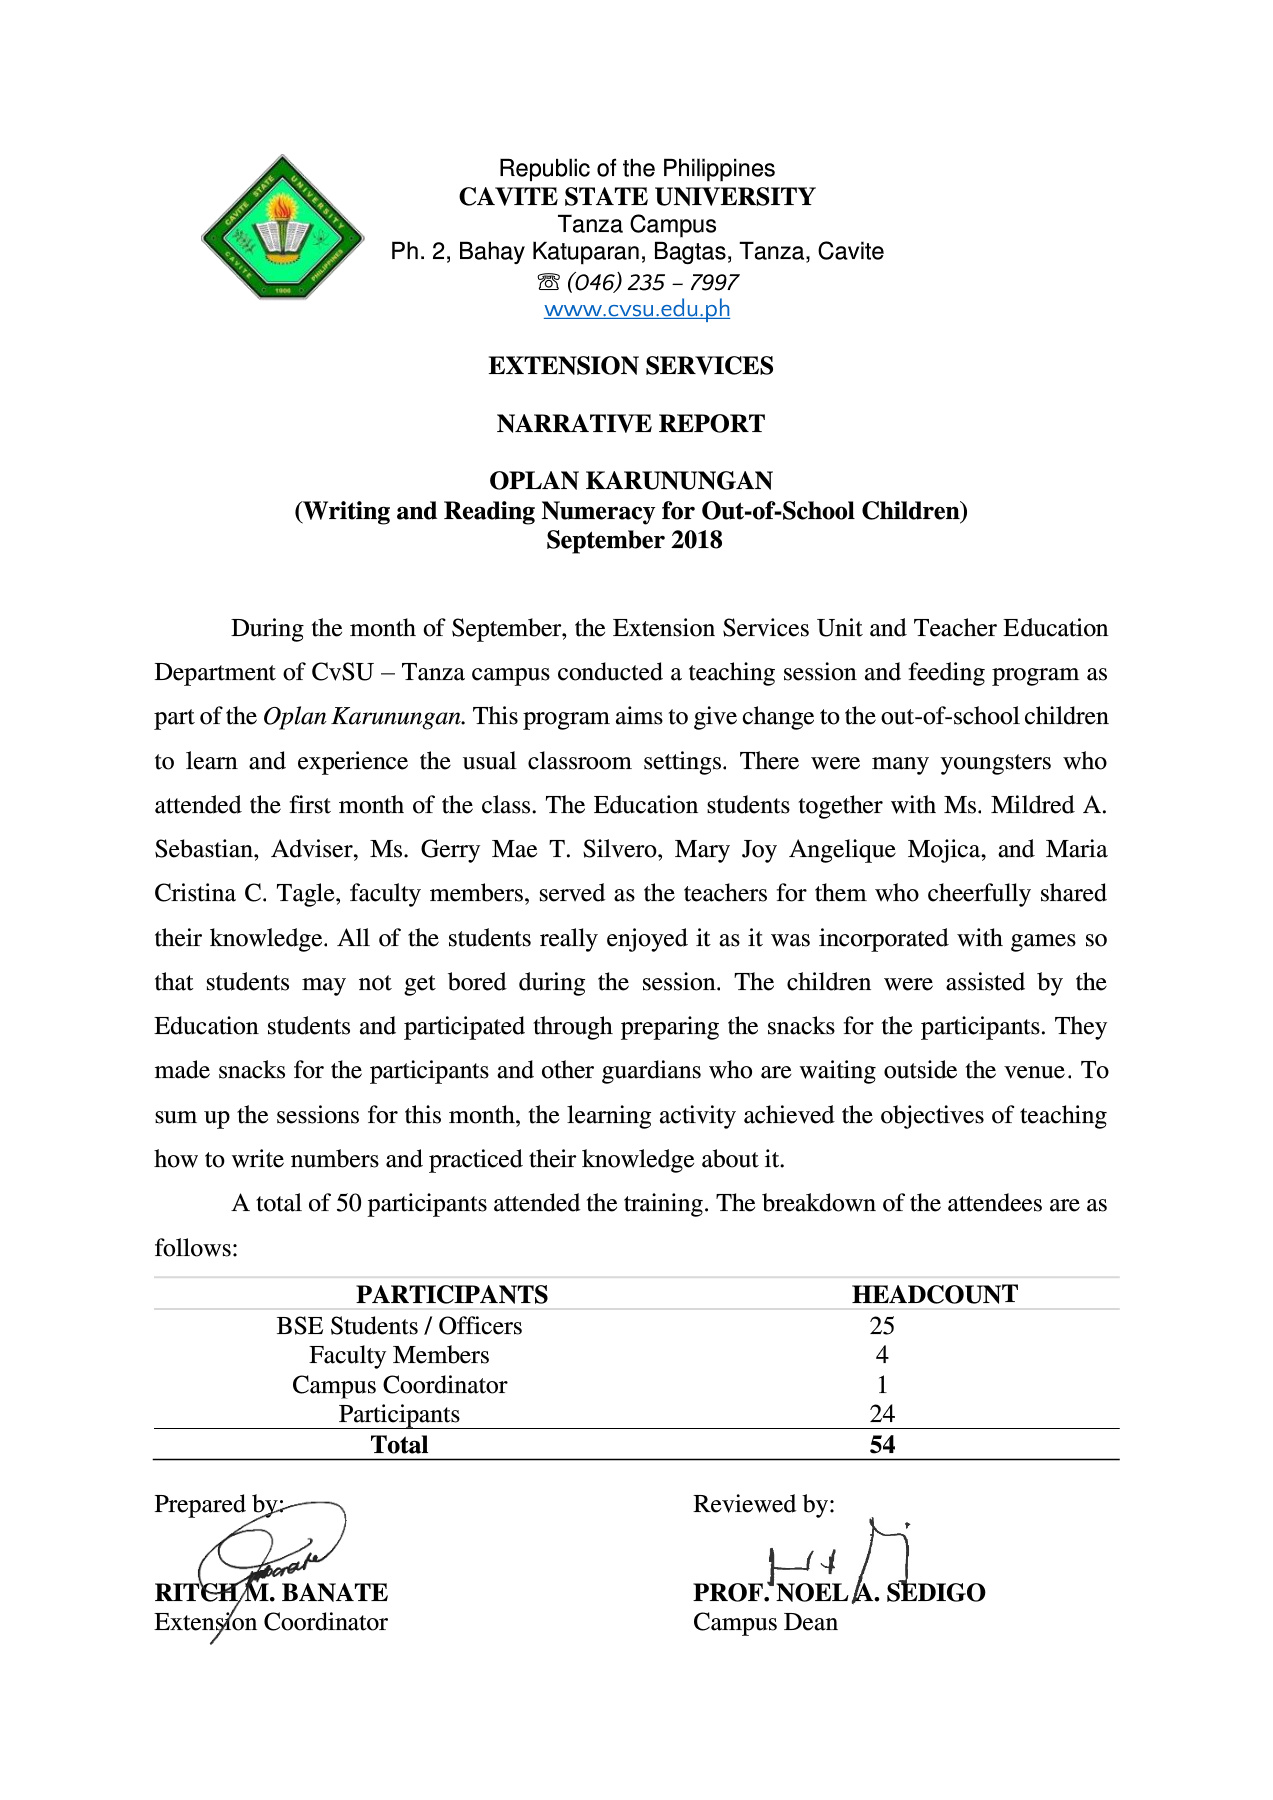 Republic of the Philippines
CAVITE STATE UNIVERSITY
Tanza Campus
Ph. 2, Bahay Katuparan, Bagtas, Tanza, Cavite
☏ (046) 235 – 7997
www.cvsu.edu.ph
CAVITE STATE UNIVERSITY
CAVITE PHILIPPINES
1906
EXTENSION SERVICES
NARRATIVE REPORT
OPLAN KARUNUNGAN
(Writing and Reading Numeracy for Out-of-School Children)
September 2018
During the month of September, the Extension Services Unit and Teacher Education
Department of CvSU – Tanza campus conducted a teaching session and feeding program as
part of the Oplan Karunungan. This program aims to give change to the out-of-school children
to learn and experience the usual classroom settings. There were many youngsters who
attended the first month of the class. The Education students together with Ms. Mildred A.
Sebastian, Adviser, Ms. Gerry Mae T. Silvero, Mary Joy Angelique Mojica, and Maria
Cristina C. Tagle, faculty members, served as the teachers for them who cheerfully shared
their knowledge. All of the students really enjoyed it as it was incorporated with games so
that students may not get bored during the session. The children were assisted by the
Education students and participated through preparing the snacks for the participants. They
made snacks for the participants and other guardians who are waiting outside the venue. To
sum up the sessions for this month, the learning activity achieved the objectives of teaching
how to write numbers and practiced their knowledge about it.
A total of 50 participants attended the training. The breakdown of the attendees are as
follows:
PARTICIPANTS HEADCOUNT
BSE Students / Officers 25
Faculty Members 4
Campus Coordinator 1
Participants 24
Total 54
Prepared by: Reviewed by:
RITCH M. BANATE PROF. NOEL A. SEDIGO
Extension Coordinator Campus Dean